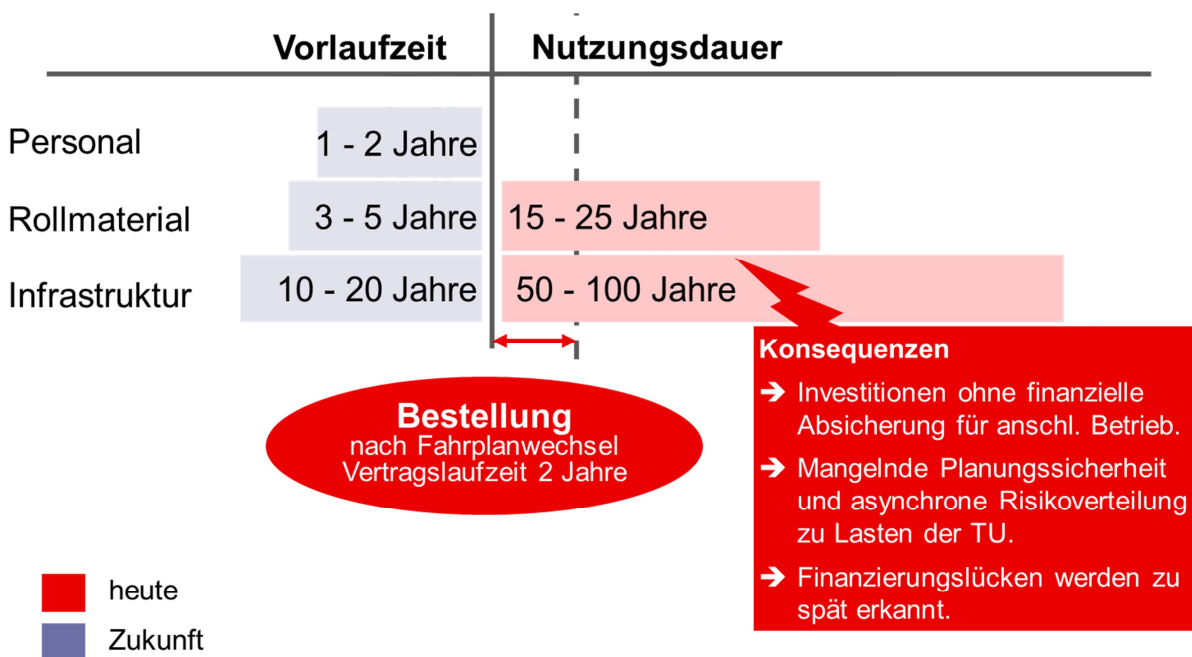 Vorlaufzeit
Nutzungsdauer
Personal
1 - 2 Jahre
Rollmaterial
3 - 5 Jahre
15 - 25 Jahre
Infrastruktur
10 - 20 Jahre
50 - 100 Jahre
Bestellung
nach Fahrplanwechsel
Vertragslaufzeit 2 Jahre
Konsequenzen
➔ Investitionen ohne finanzielle
Absicherung für anschl. Betrieb.
➔ Mangelnde Planungssicherheit
und asynchrone Risikoverteilung
zu Lasten der TU.
➔ Finanzierungslücken werden zu
spät erkannt.
heute
Zukunft